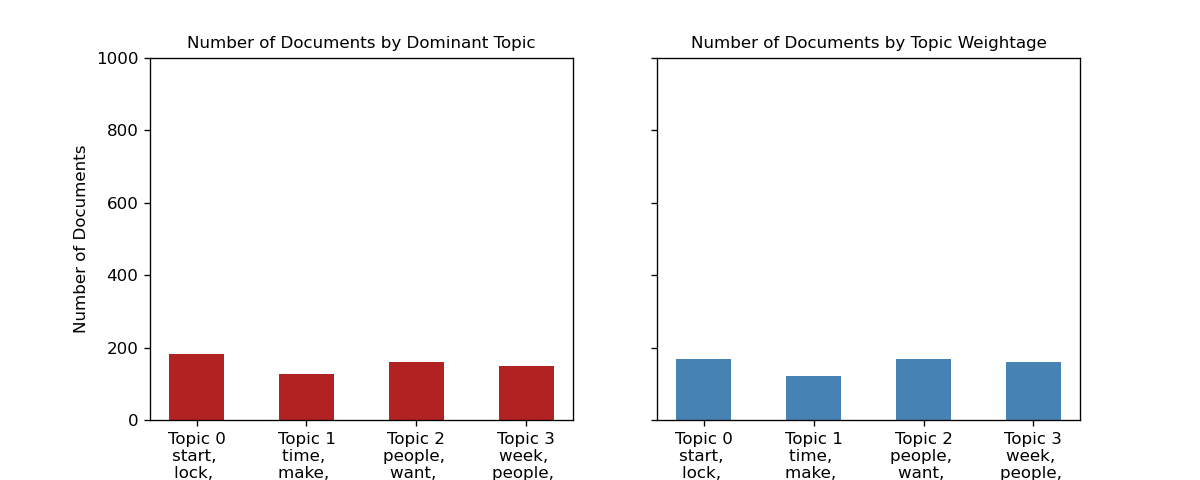 Number of Documents by Dominant Topic
Number of Documents
1000
800
600
400
200
0
Topic 0
start,
lock,
Topic 1
time,
make,
Topic 2
people,
want,
Topic 3
week,
people,
Number of Documents by Topic Weightage
Topic 0
start,
lock,
Topic 1
time,
make,
Topic 2
people,
want,
Topic 3
week,
people,